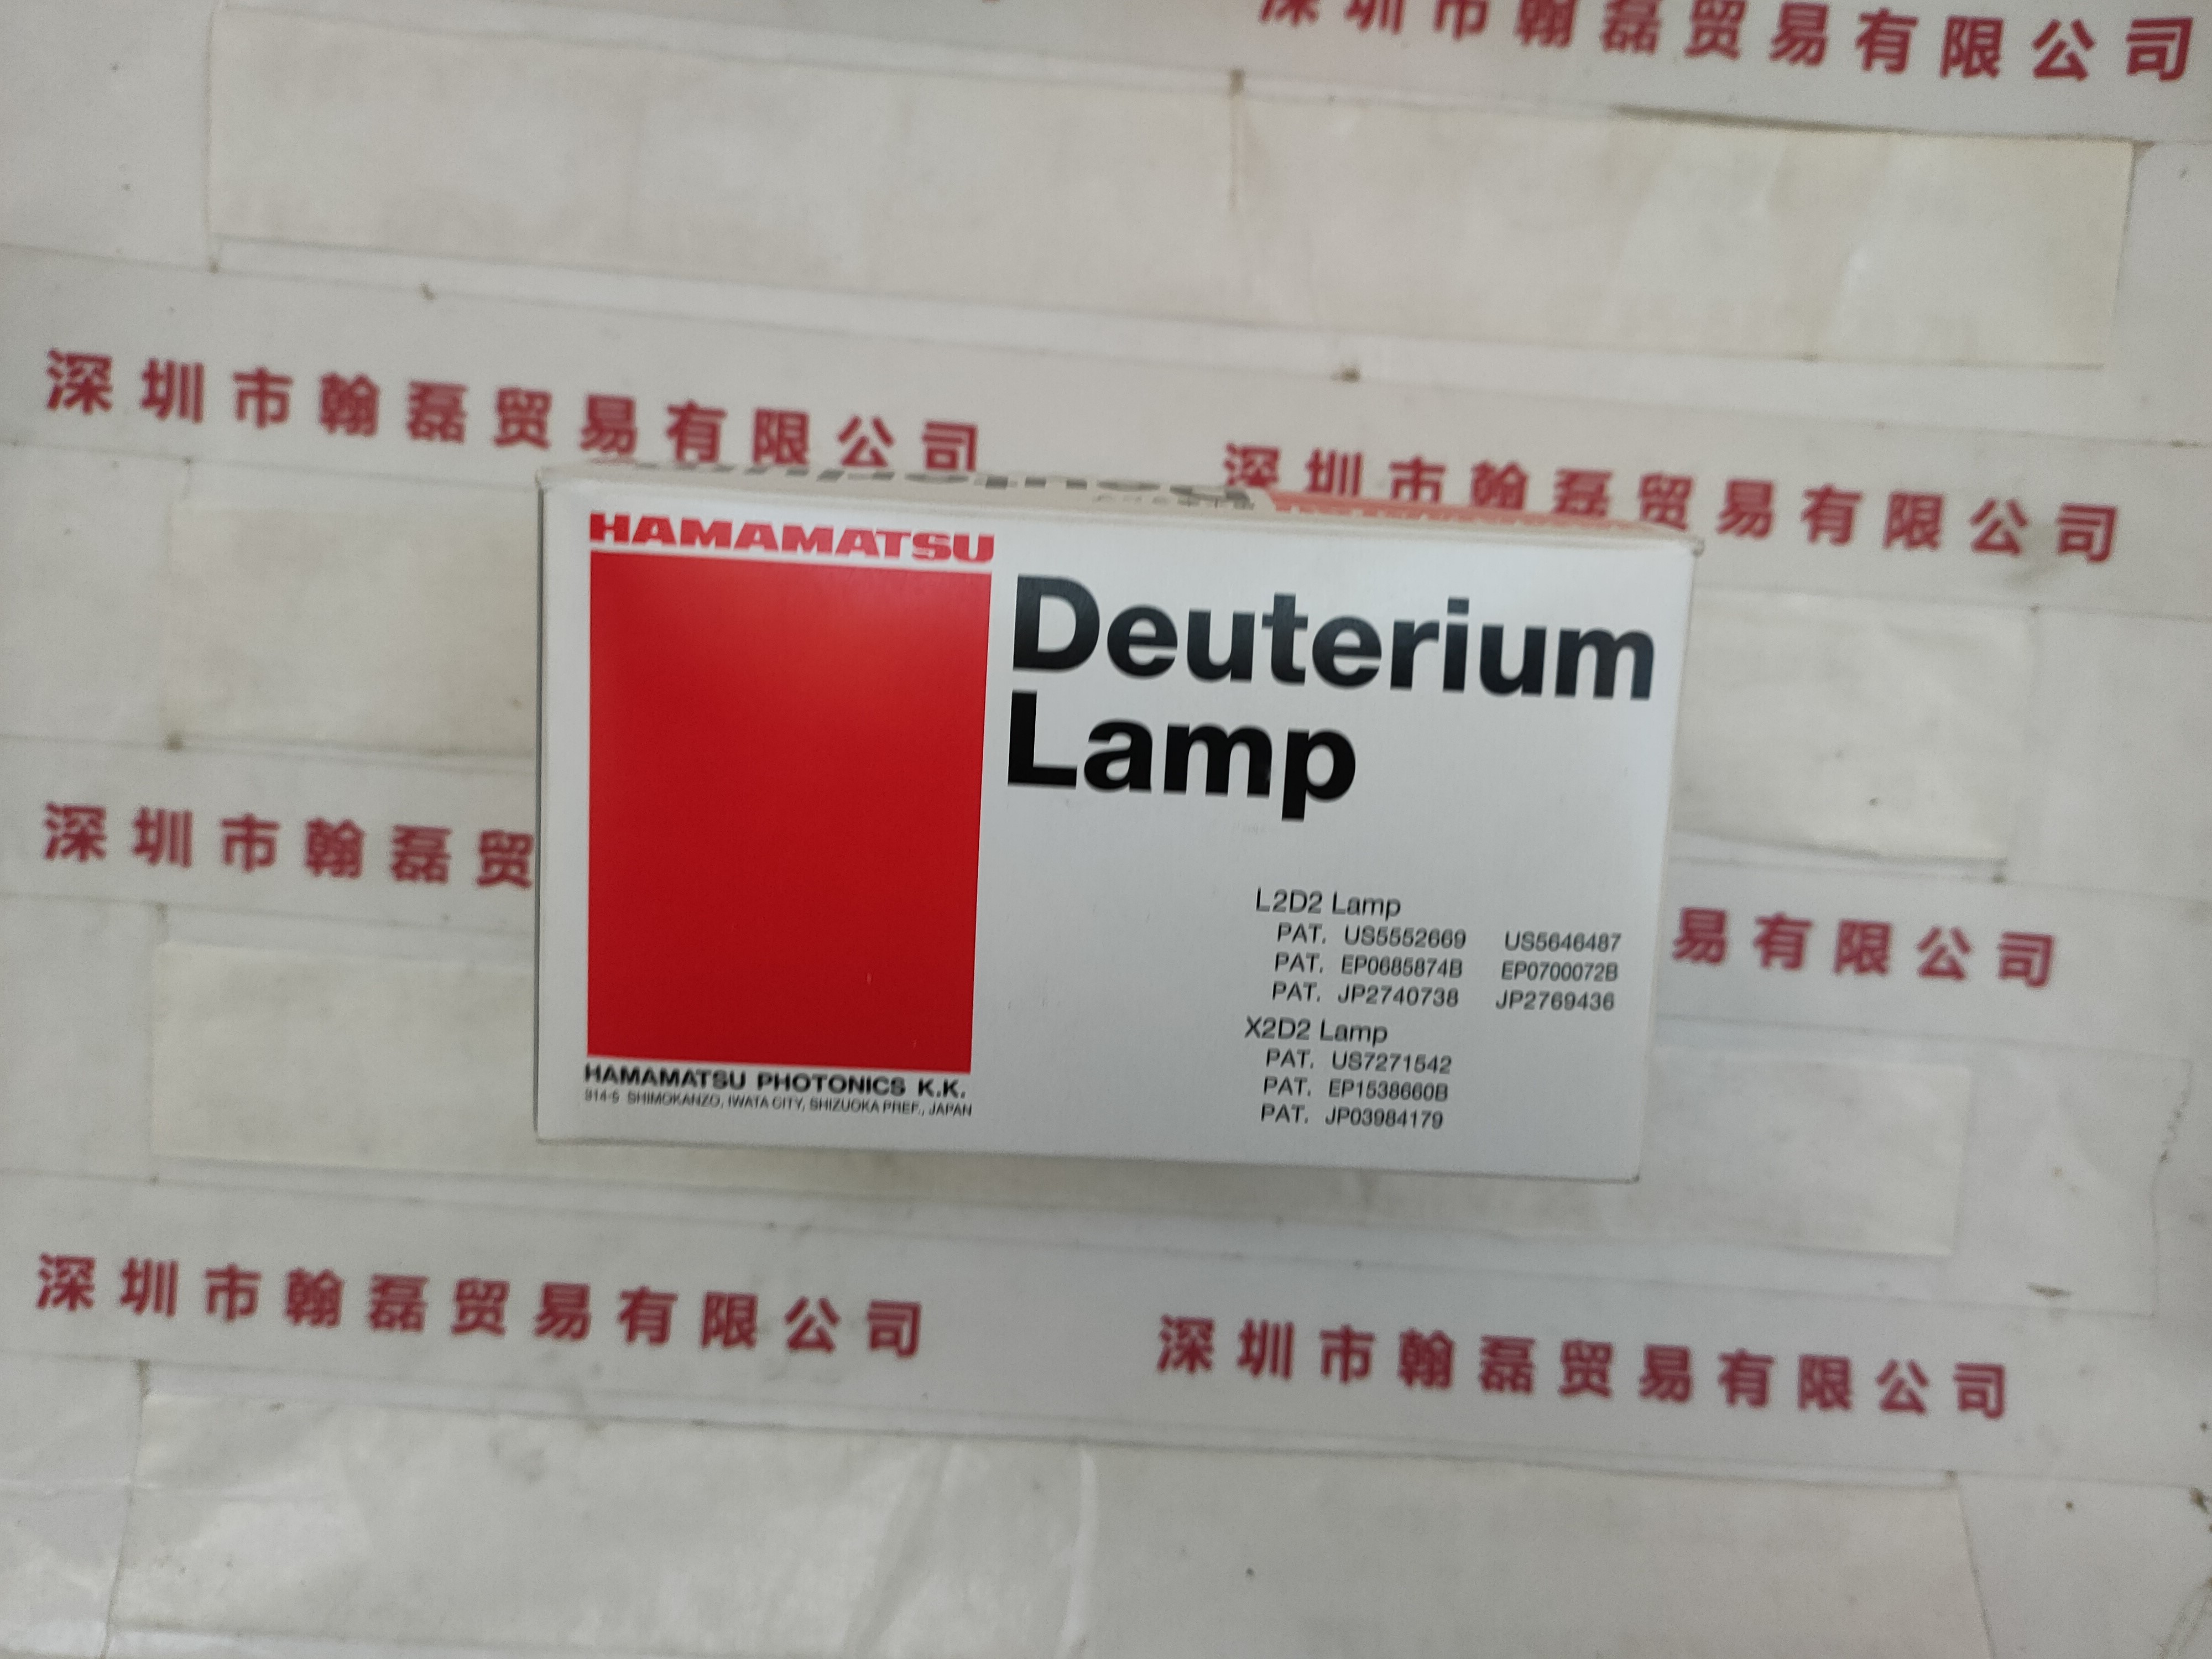 深圳市翰磊贸易有限公司
深圳市翰磊贸易有限公司
深圳市翰磊贸易有限公司
HAMAMATSU
Deuterium
Lamp
深圳市翰磊贸
易有限公司
L2D2 Lamp
PAT. US5552669 US5646487
PAT. EP0685874B EP0700072B
PAT. JP2740738 JP2769436
X2D2 Lamp
PAT. US7271542
PAT. EP1538660B
PAT. JP03984179
HAMAMATSU PHOTONICS K.K.
314-5 SHIMOKANZO, IWATA CITY, SHIZUOKA PREF., JAPAN
深圳市翰磊贸易有限公司
深圳市翰磊贸易有限公司